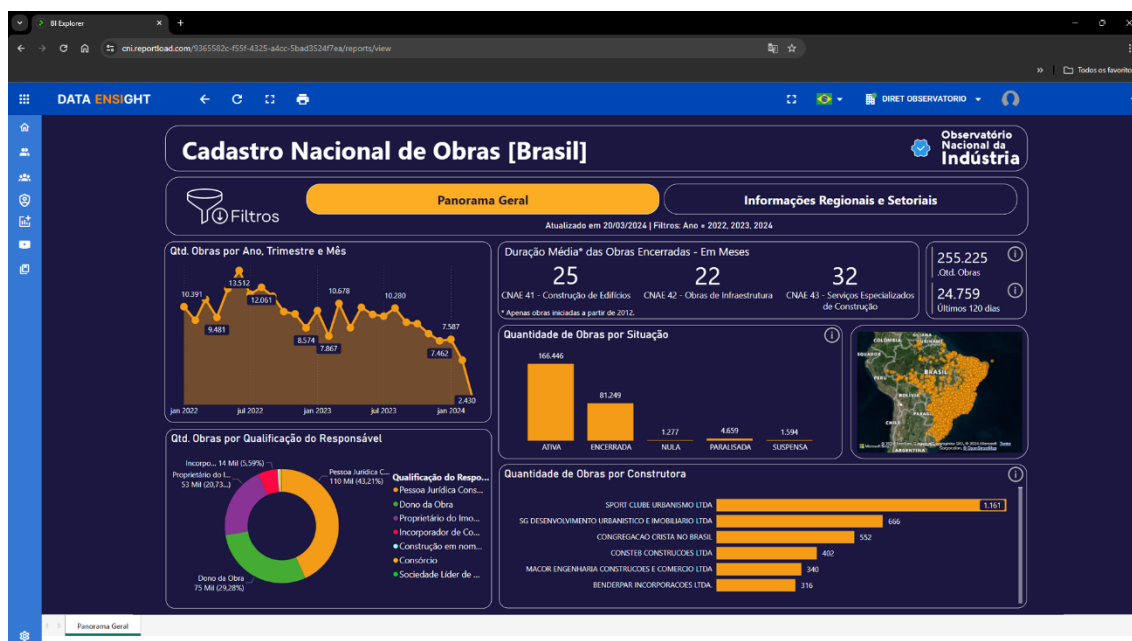 BI Explorer
cni.reportload.com/9365582c-f55f-4325-a4cc-5bad3524f7ea/reports/view
Todos os favorito
DATA ENSIGHT
DIRET OBSERVATORIO
Cadastro Nacional de Obras [Brasil]
Observatório
Nacional da
Indústria
Filtros
Panorama Geral
Informações Regionais e Setoriais
Atualizado em 20/03/2024 | Filtros: Ano = 2022, 2023, 2024
Qtd. Obras por Ano, Trimestre e Mês
13.512
10.391
12.061
10.678
10.280
9.481
8.574
7.867
7.587
7.462
2.430
jan 2022
jul 2022
jan 2023
jul 2023
jan 2024
Duração Média* das Obras Encerradas - Em Meses
25
22
32
CNAE 41 - Construção de Edifícios
CNAE 42 - Obras de Infraestrutura
CNAE 43 - Serviços Especializados
de Construção
* Apenas obras iniciadas a partir de 2012.
255.225
.Qtd. Obras
24.759
Últimos 120 dias
Quantidade de Obras por Situação
166.446
81.249
1.277
4.659
1.594
ATIVA
ENCERRADA
NULA
PARALISADA
SUSPENSA
COLÔMBIA
BRASIL
PERU
BOLÍVIA
CHILE
ARGENTINA
Qtd. Obras por Qualificação do Responsável
Incorpo... 14 Mil (5,59%)
Proprietário do I...
53 Mil (20,73...)
Pessoa Jurídica C...
110 Mil (43,21%)
Dono da Obra
75 Mil (29,28%)
Qualificação do Respo...
Pessoa Jurídica Cons...
Dono da Obra
Proprietário do Imo...
Incorporador de Co...
Construção em nom...
Consórcio
Sociedade Líder de ...
Quantidade de Obras por Construtora
SPORT CLUBE URBANISMO LTDA
1.161
SG DESENVOLVIMENTO URBANISTICO E IMOBILIARIO LTDA
666
CONGREGACAO CRISTA NO BRASIL
552
CONSTEB CONSTRUCOES LTDA
402
MACOR ENGENHARIA CONSTRUCOES E COMERCIO LTDA
340
BENDERPAR INCORPORACOES LTDA.
316
Panorama Geral